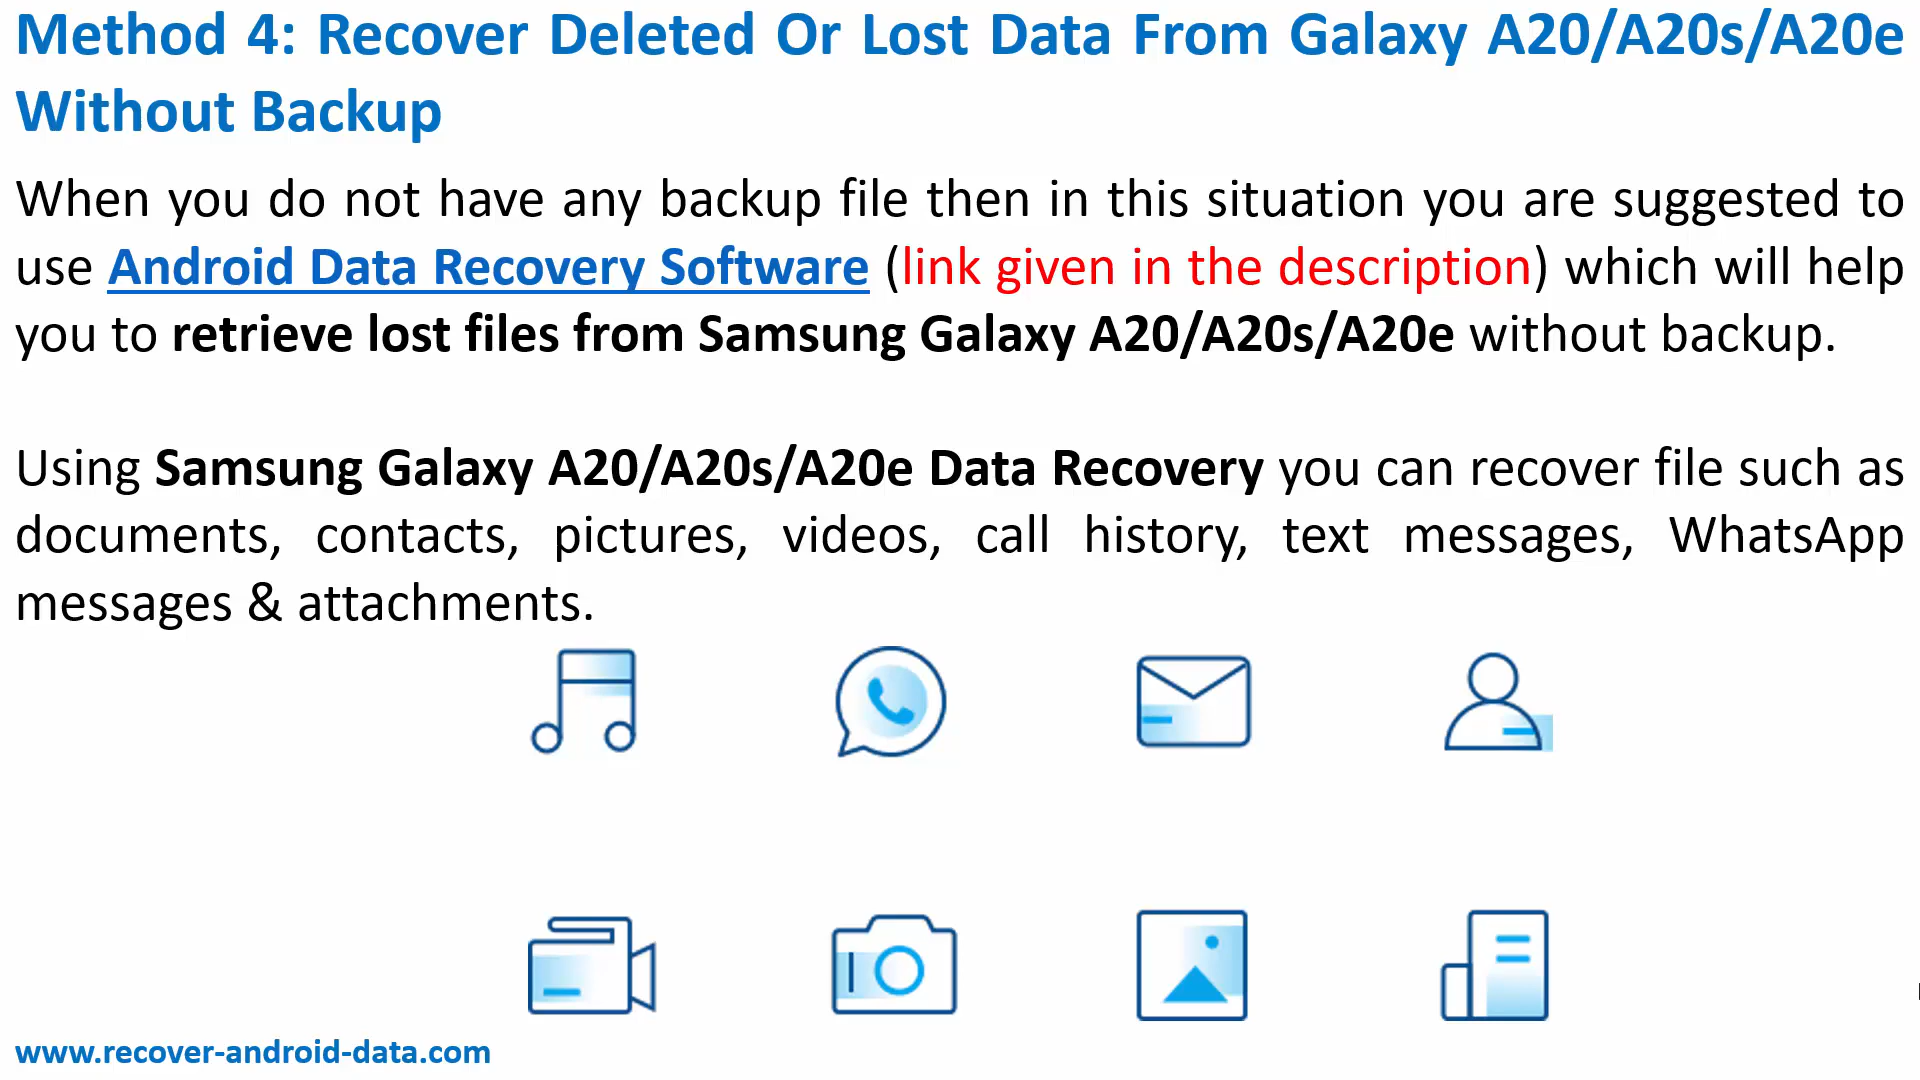 Method 4: Recover Deleted Or Lost Data From Galaxy A20/A20s/A20e
Without Backup
When you do not have any backup file then in this situation you are suggested to
use Android Data Recovery Software (link given in the description) which will help
you to retrieve lost files from Samsung Galaxy A20/A20s/A20e without backup.
Using Samsung Galaxy A20/A20s/A20e Data Recovery you can recover file such as
documents, contacts, pictures, videos, call history, text messages, WhatsApp
messages & attachments.
www.recover-android-data.com